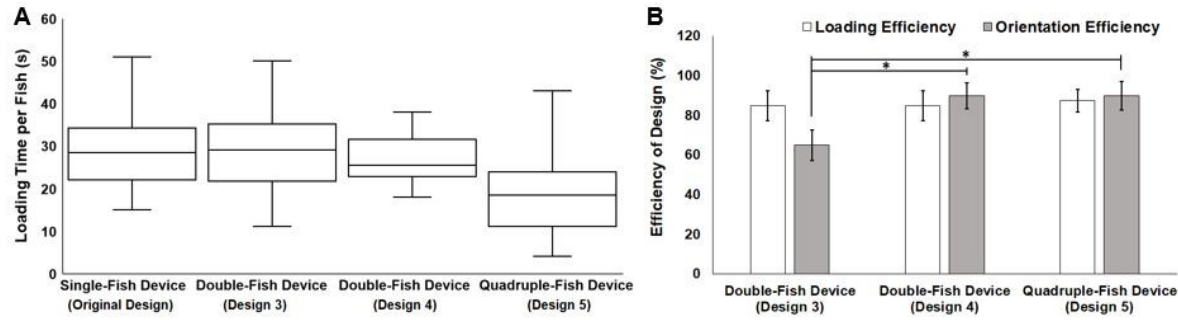 A
Loading Time per Fish (s)
60
50
40
30
20
10
0
Single-Fish Device
(Original Design)
Double-Fish Device
(Design 3)
Double-Fish Device
(Design 4)
Quadruple-Fish Device
(Design 5)
B
Loading Efficiency
Orientation Efficiency
Efficiency of Design (%)
120
100
80
60
40
20
0
*
*
Double-Fish Device
(Design 3)
Double-Fish Device
(Design 4)
Quadruple-Fish Device
(Design 5)